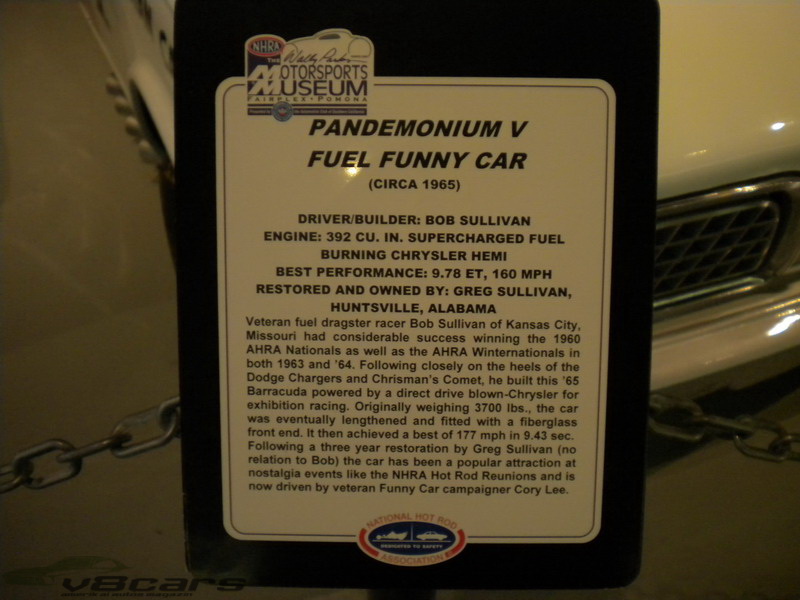 NHRA
THE Wally Parks
MOTORSPORTS
MUSEUM
FAIRPLEX • POMONA
PANDEMONIUM V
FUEL FUNNY CAR
(CIRCA 1965)
DRIVER/BUILDER: BOB SULLIVAN
ENGINE: 392 CU. IN. SUPERCHARGED FUEL
BURNING CHRYSLER HEMI
BEST PERFORMANCE: 9.78 ET, 160 MPH
RESTORED AND OWNED BY: GREG SULLIVAN,
HUNTSVILLE, ALABAMA
Veteran fuel dragster racer Bob Sullivan of Kansas City,
Missouri had considerable success winning the 1960
AHRA Nationals as well as the AHRA Winternationals in
both 1963 and '64. Following closely on the heels of the
Dodge Chargers and Chrisman's Comet, he built this '65
Barracuda powered by a direct drive blown-Chrysler for
exhibition racing. Originally weighing 3700 lbs., the car
was eventually lengthened and fitted with a fiberglass
front end. It then achieved a best of 177 mph in 9.43 sec.
Following a three year restoration by Greg Sullivan (no
relation to Bob) the car has been a popular attraction at
nostalgia events like the NHRA Hot Rod Reunions and is
now driven by veteran Funny Car campaigner Cory Lee.
NATIONAL HOT ROD
DEDICATED TO SAFETY
ASSOCIATION
v8cars